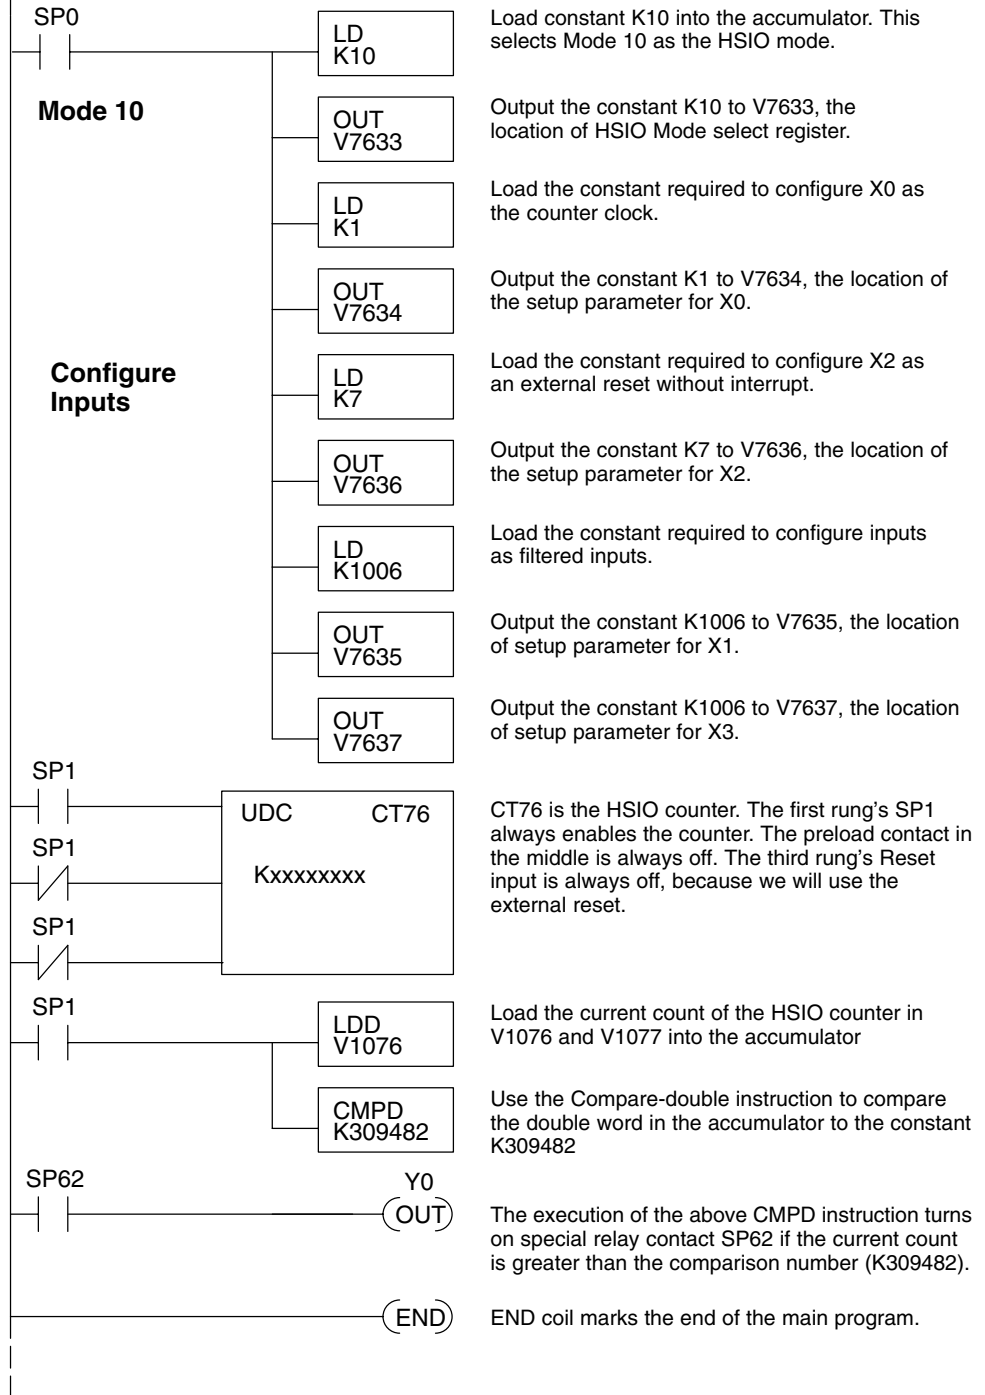 SP0
LD
K10
Load constant K10 into the accumulator. This
selects Mode 10 as the HSIO mode.
Mode 10
OUT
V7633
Output the constant K10 to V7633, the
location of HSIO Mode select register.
LD
K1
Load the constant required to configure X0 as
the counter clock.
OUT
V7634
Output the constant K1 to V7634, the location of
the setup parameter for X0.
Configure
Inputs
LD
K7
Load the constant required to configure X2 as
an external reset without interrupt.
OUT
V7636
Output the constant K7 to V7636, the location of
the setup parameter for X2.
LD
K1006
Load the constant required to configure inputs
as filtered inputs.
OUT
V7635
Output the constant K1006 to V7635, the location
of setup parameter for X1.
OUT
V7637
Output the constant K1006 to V7637, the location
of setup parameter for X3.
SP1
UDC CT76
Kxxxxxxxx
SP1
SP1
CT76 is the HSIO counter. The first rung's SP1
always enables the counter. The preload contact in
the middle is always off. The third rung's Reset
input is always off, because we will use the
external reset.
SP1
LDD
V1076
Load the current count of the HSIO counter in
V1076 and V1077 into the accumulator
CMPD
K309482
Use the Compare-double instruction to compare
the double word in the accumulator to the constant
K309482
SP62
Y0
OUT
The execution of the above CMPD instruction turns
on special relay contact SP62 if the current count
is greater than the comparison number (K309482).
END
END coil marks the end of the main program.